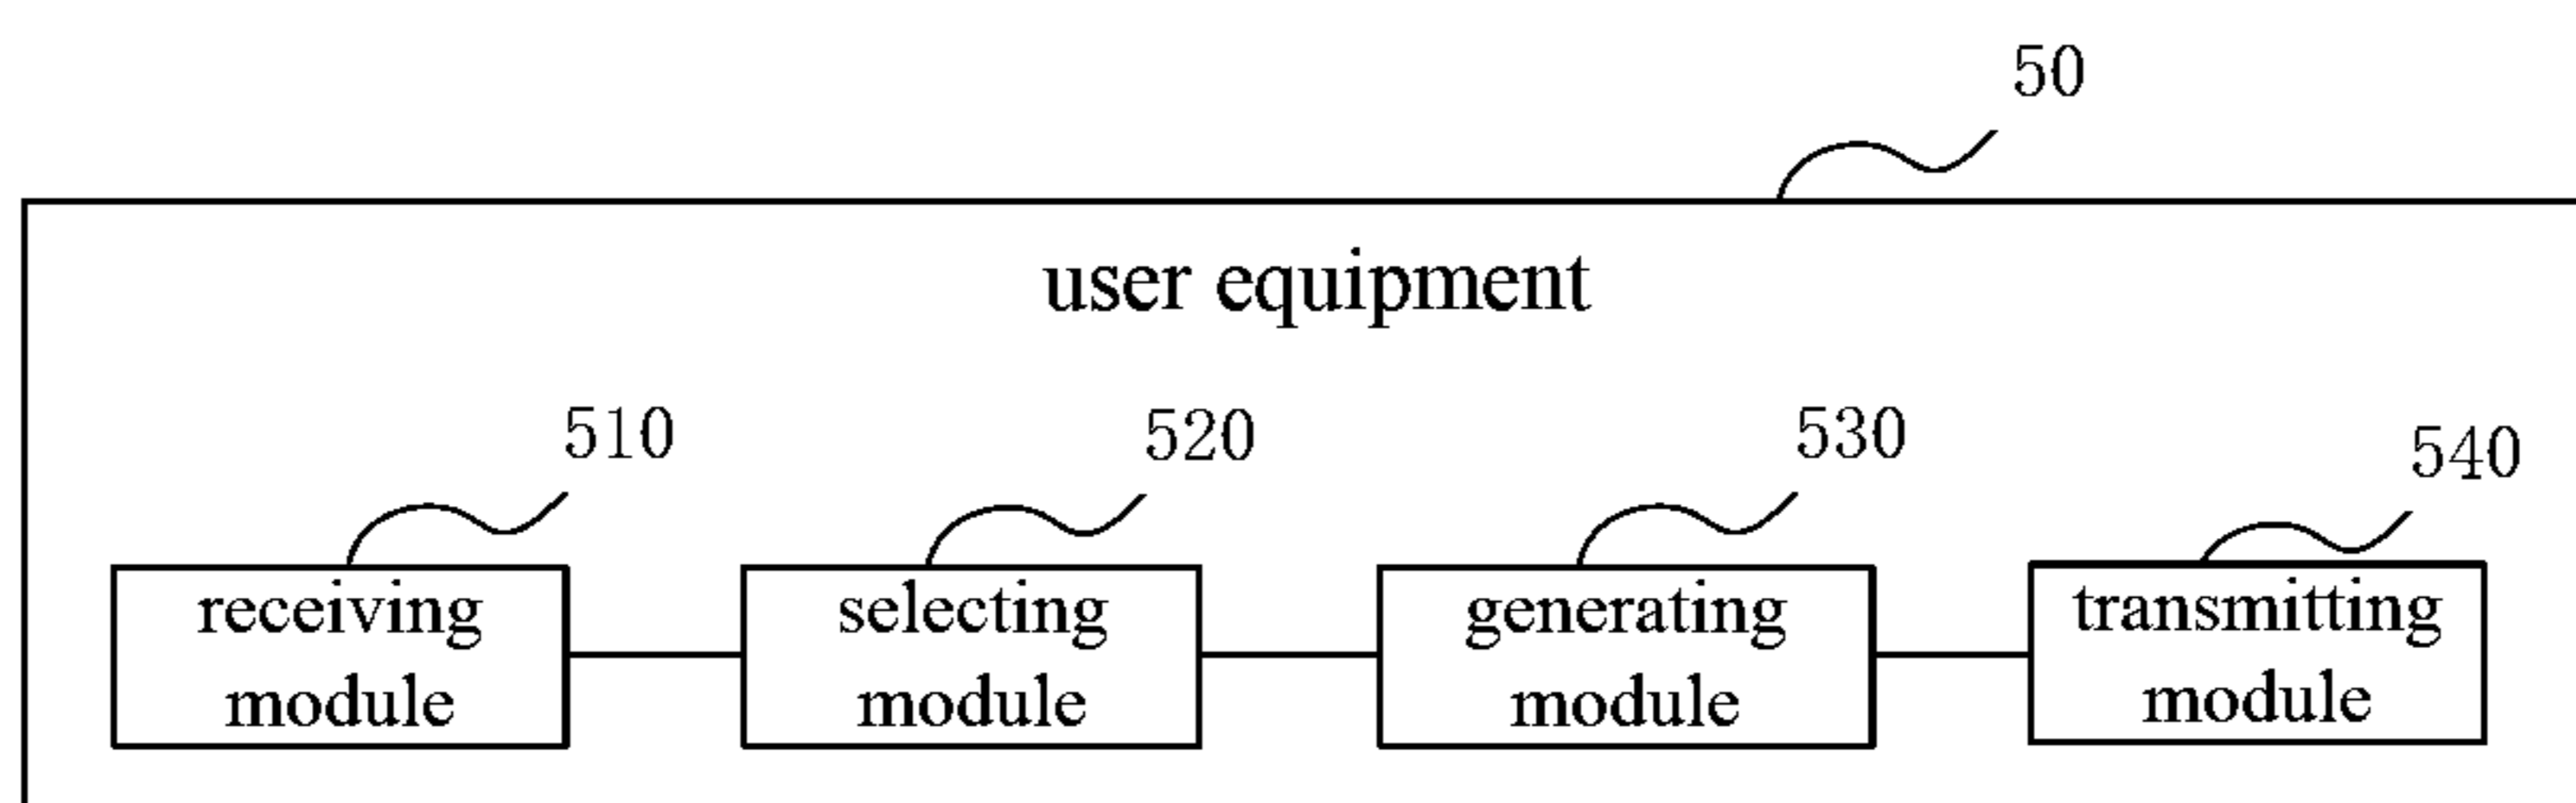 50
user equipment
510
520
530
540
receiving
module
selecting
module
generating
module
transmitting
module